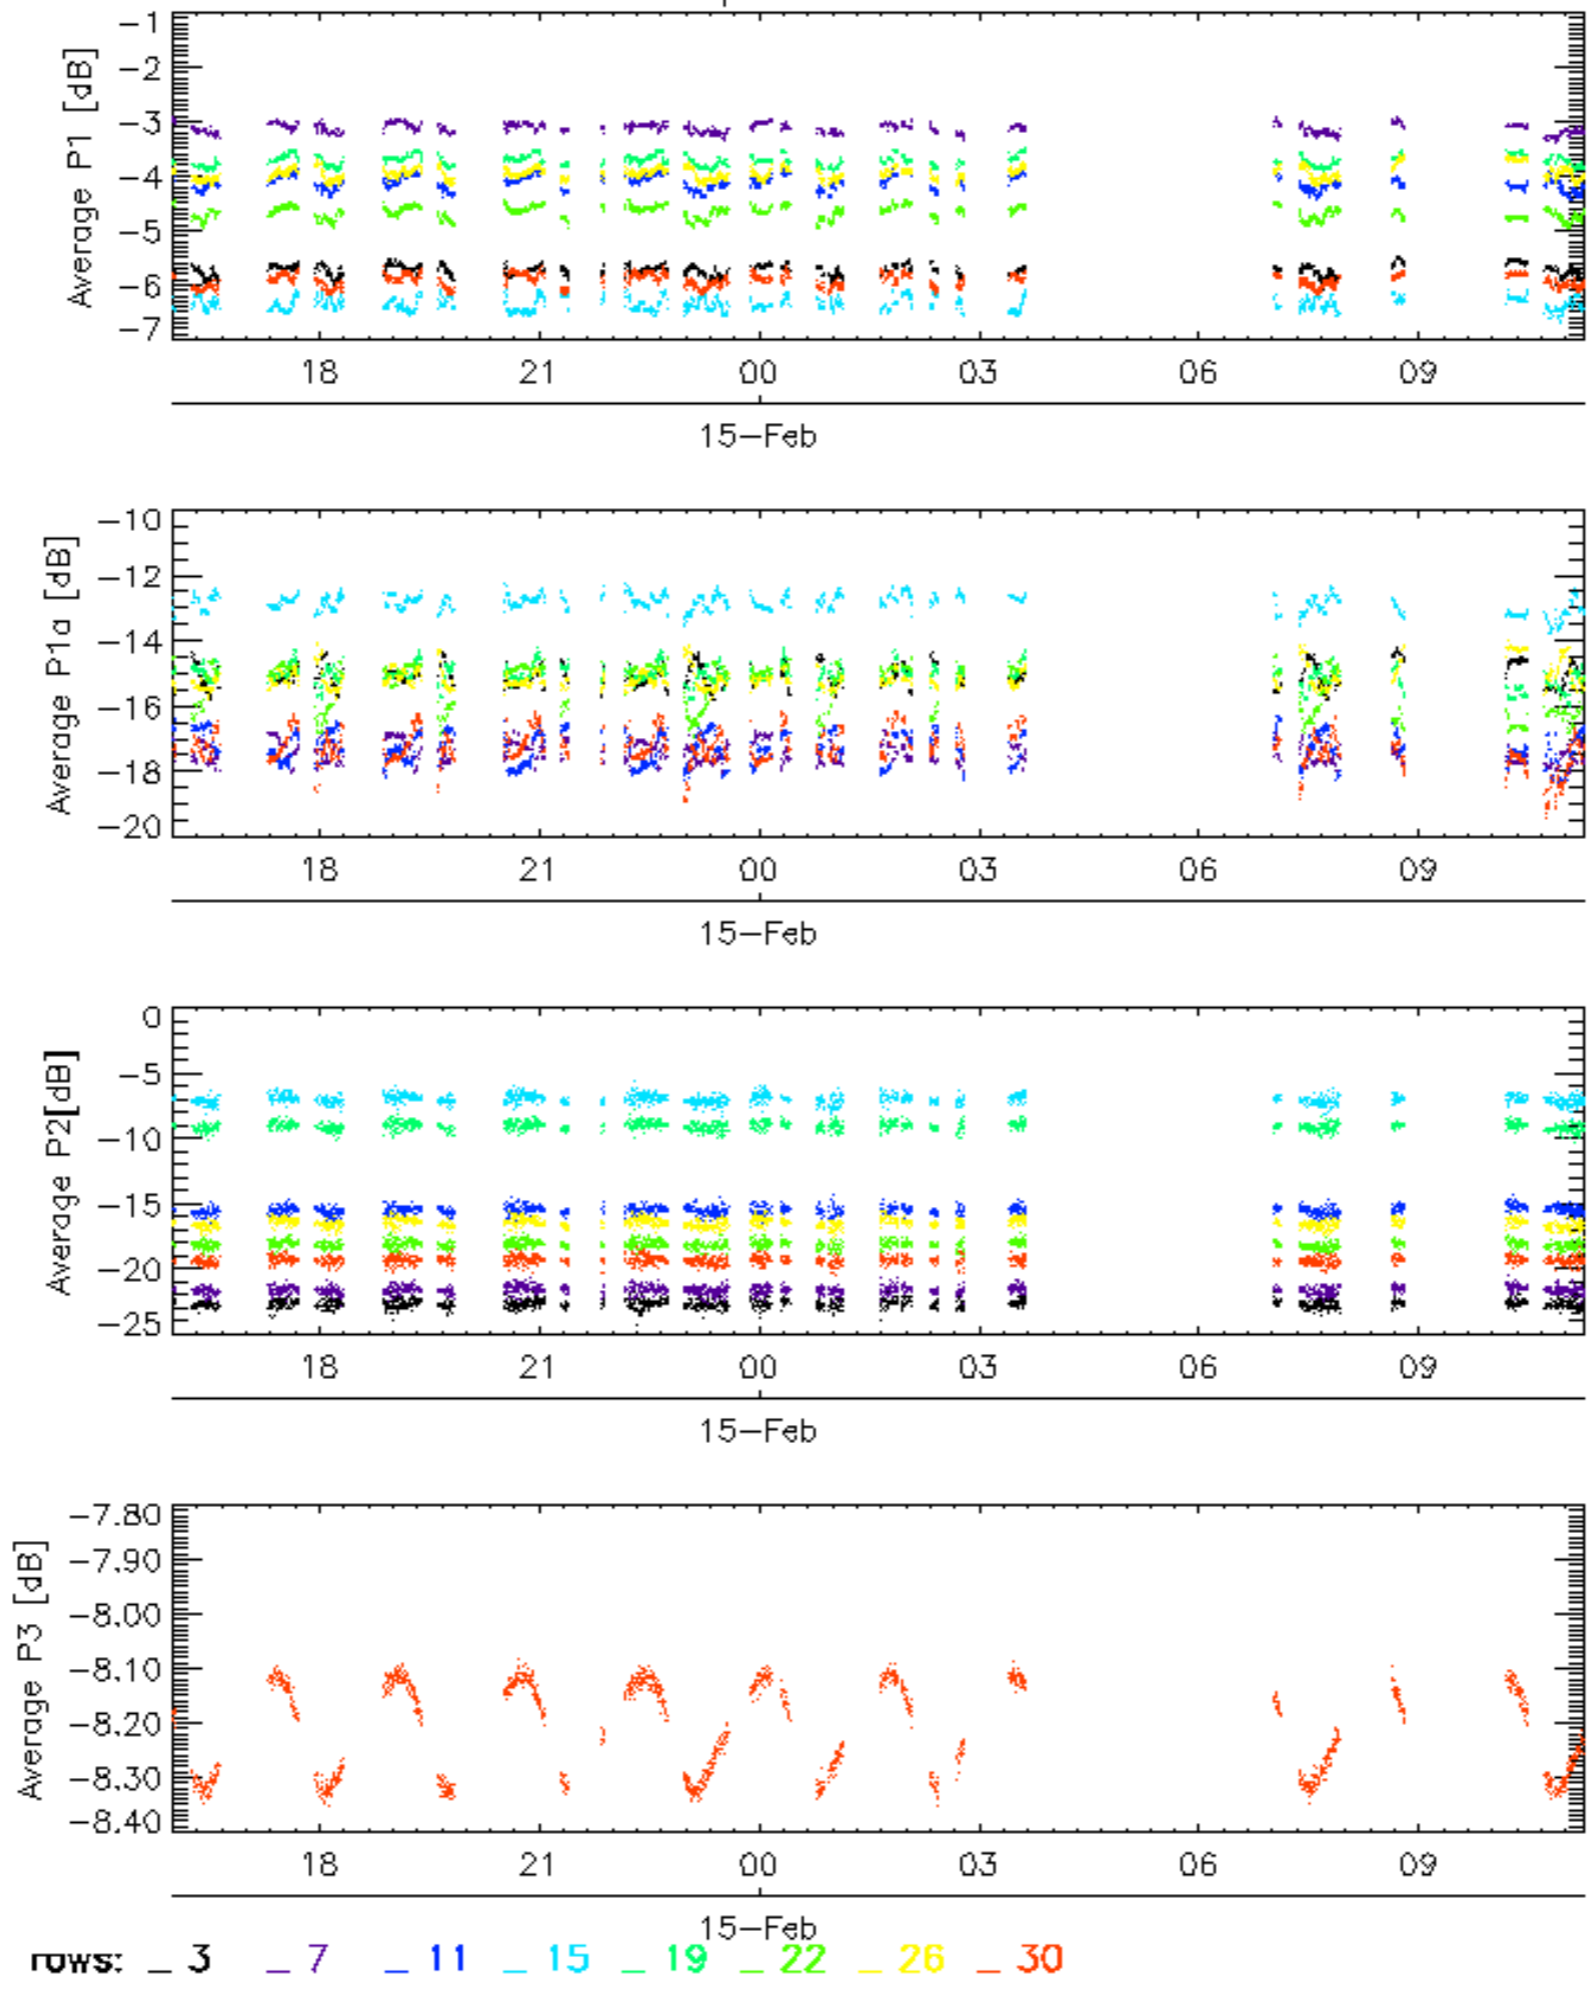 Average P1 [dB]
-1
-2
-3
-4
-5
-6
-7
18 21 00 03 06 09
15-Feb
Average P1a [dB]
-10
-12
-14
-16
-18
-20
18 21 00 03 06 09
15-Feb
Average P2[dB]
0
-5
-10
-15
-20
-25
18 21 00 03 06 09
15-Feb
Average P3 [dB]
-7.80
-7.90
-8.00
-8.10
-8.20
-8.30
-8.40
18 21 00 03 06 09
15-Feb
rows: _ 3 _ 7 _ 11 _ 15 _ 19 _ 22 _ 26 _ 30